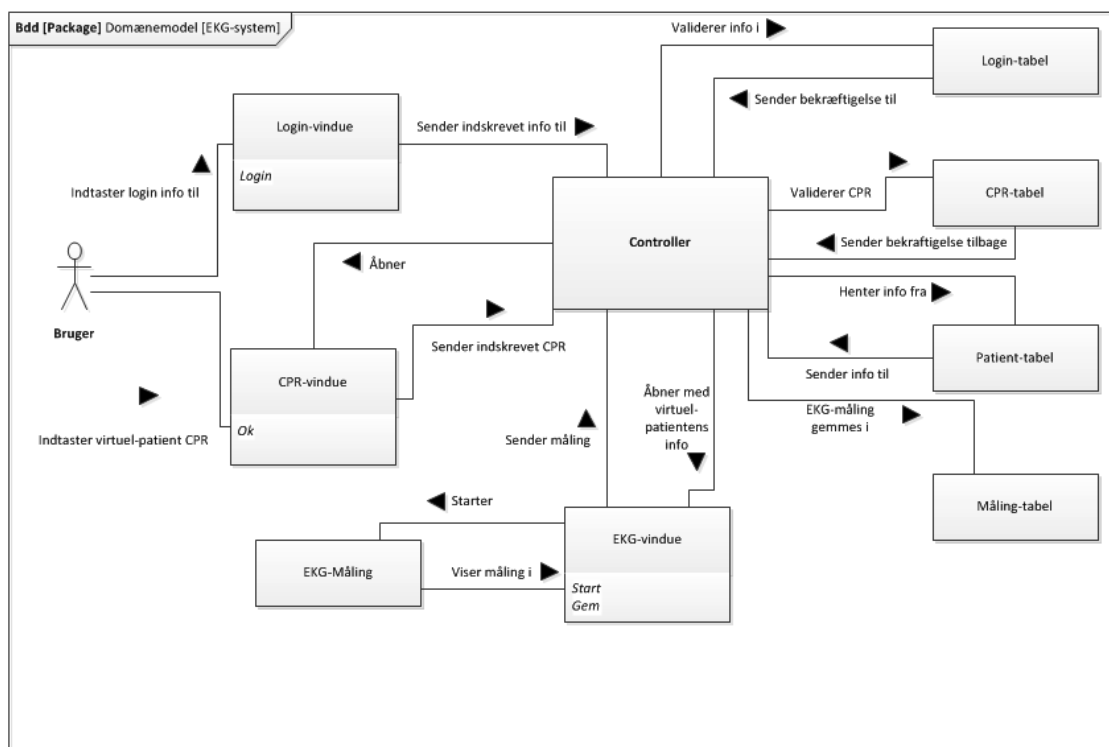 Bdd [Package] Domænemodel [EKG-system]
Validerer info i
Login-tabel
Sender bekræftigelse til
Login-vindue
Login
Sender indskrevet info til
Indtaster login info til
Validerer CPR
CPR-tabel
Controller
Sender bekraftigelse tilbage
Åbner
Henter info fra
Bruger
Sender indskrevet CPR
Patient-tabel
CPR-vindue
Ok
Sender info til
Indtaster virtuel-patient CPR
Åbner med
virtuel-
patientens
info
EKG-måling
gemmes i
Sender måling
Måling-tabel
Starter
EKG-vindue
Start
Gem
EKG-Måling
Viser måling i